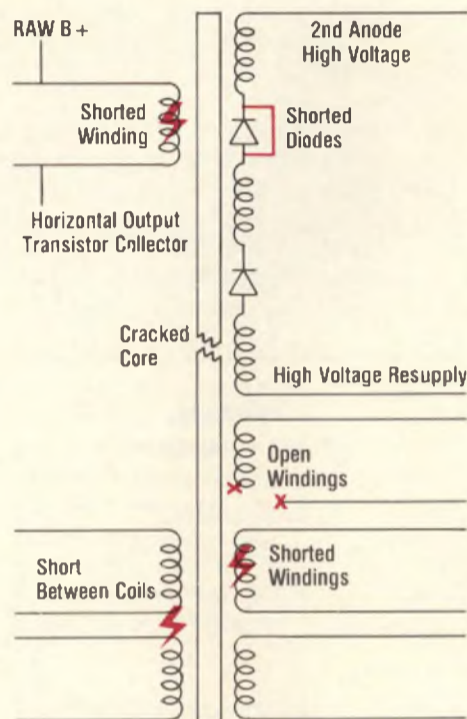 RAW B +
2nd Anode
High Voltage
Shorted
Winding
Shorted
Diodes
Horizontal Output
Transistor Collector
Cracked
Core
High Voltage Resupply
Open
Windings
Short
Between Coils
Shorted
Windings